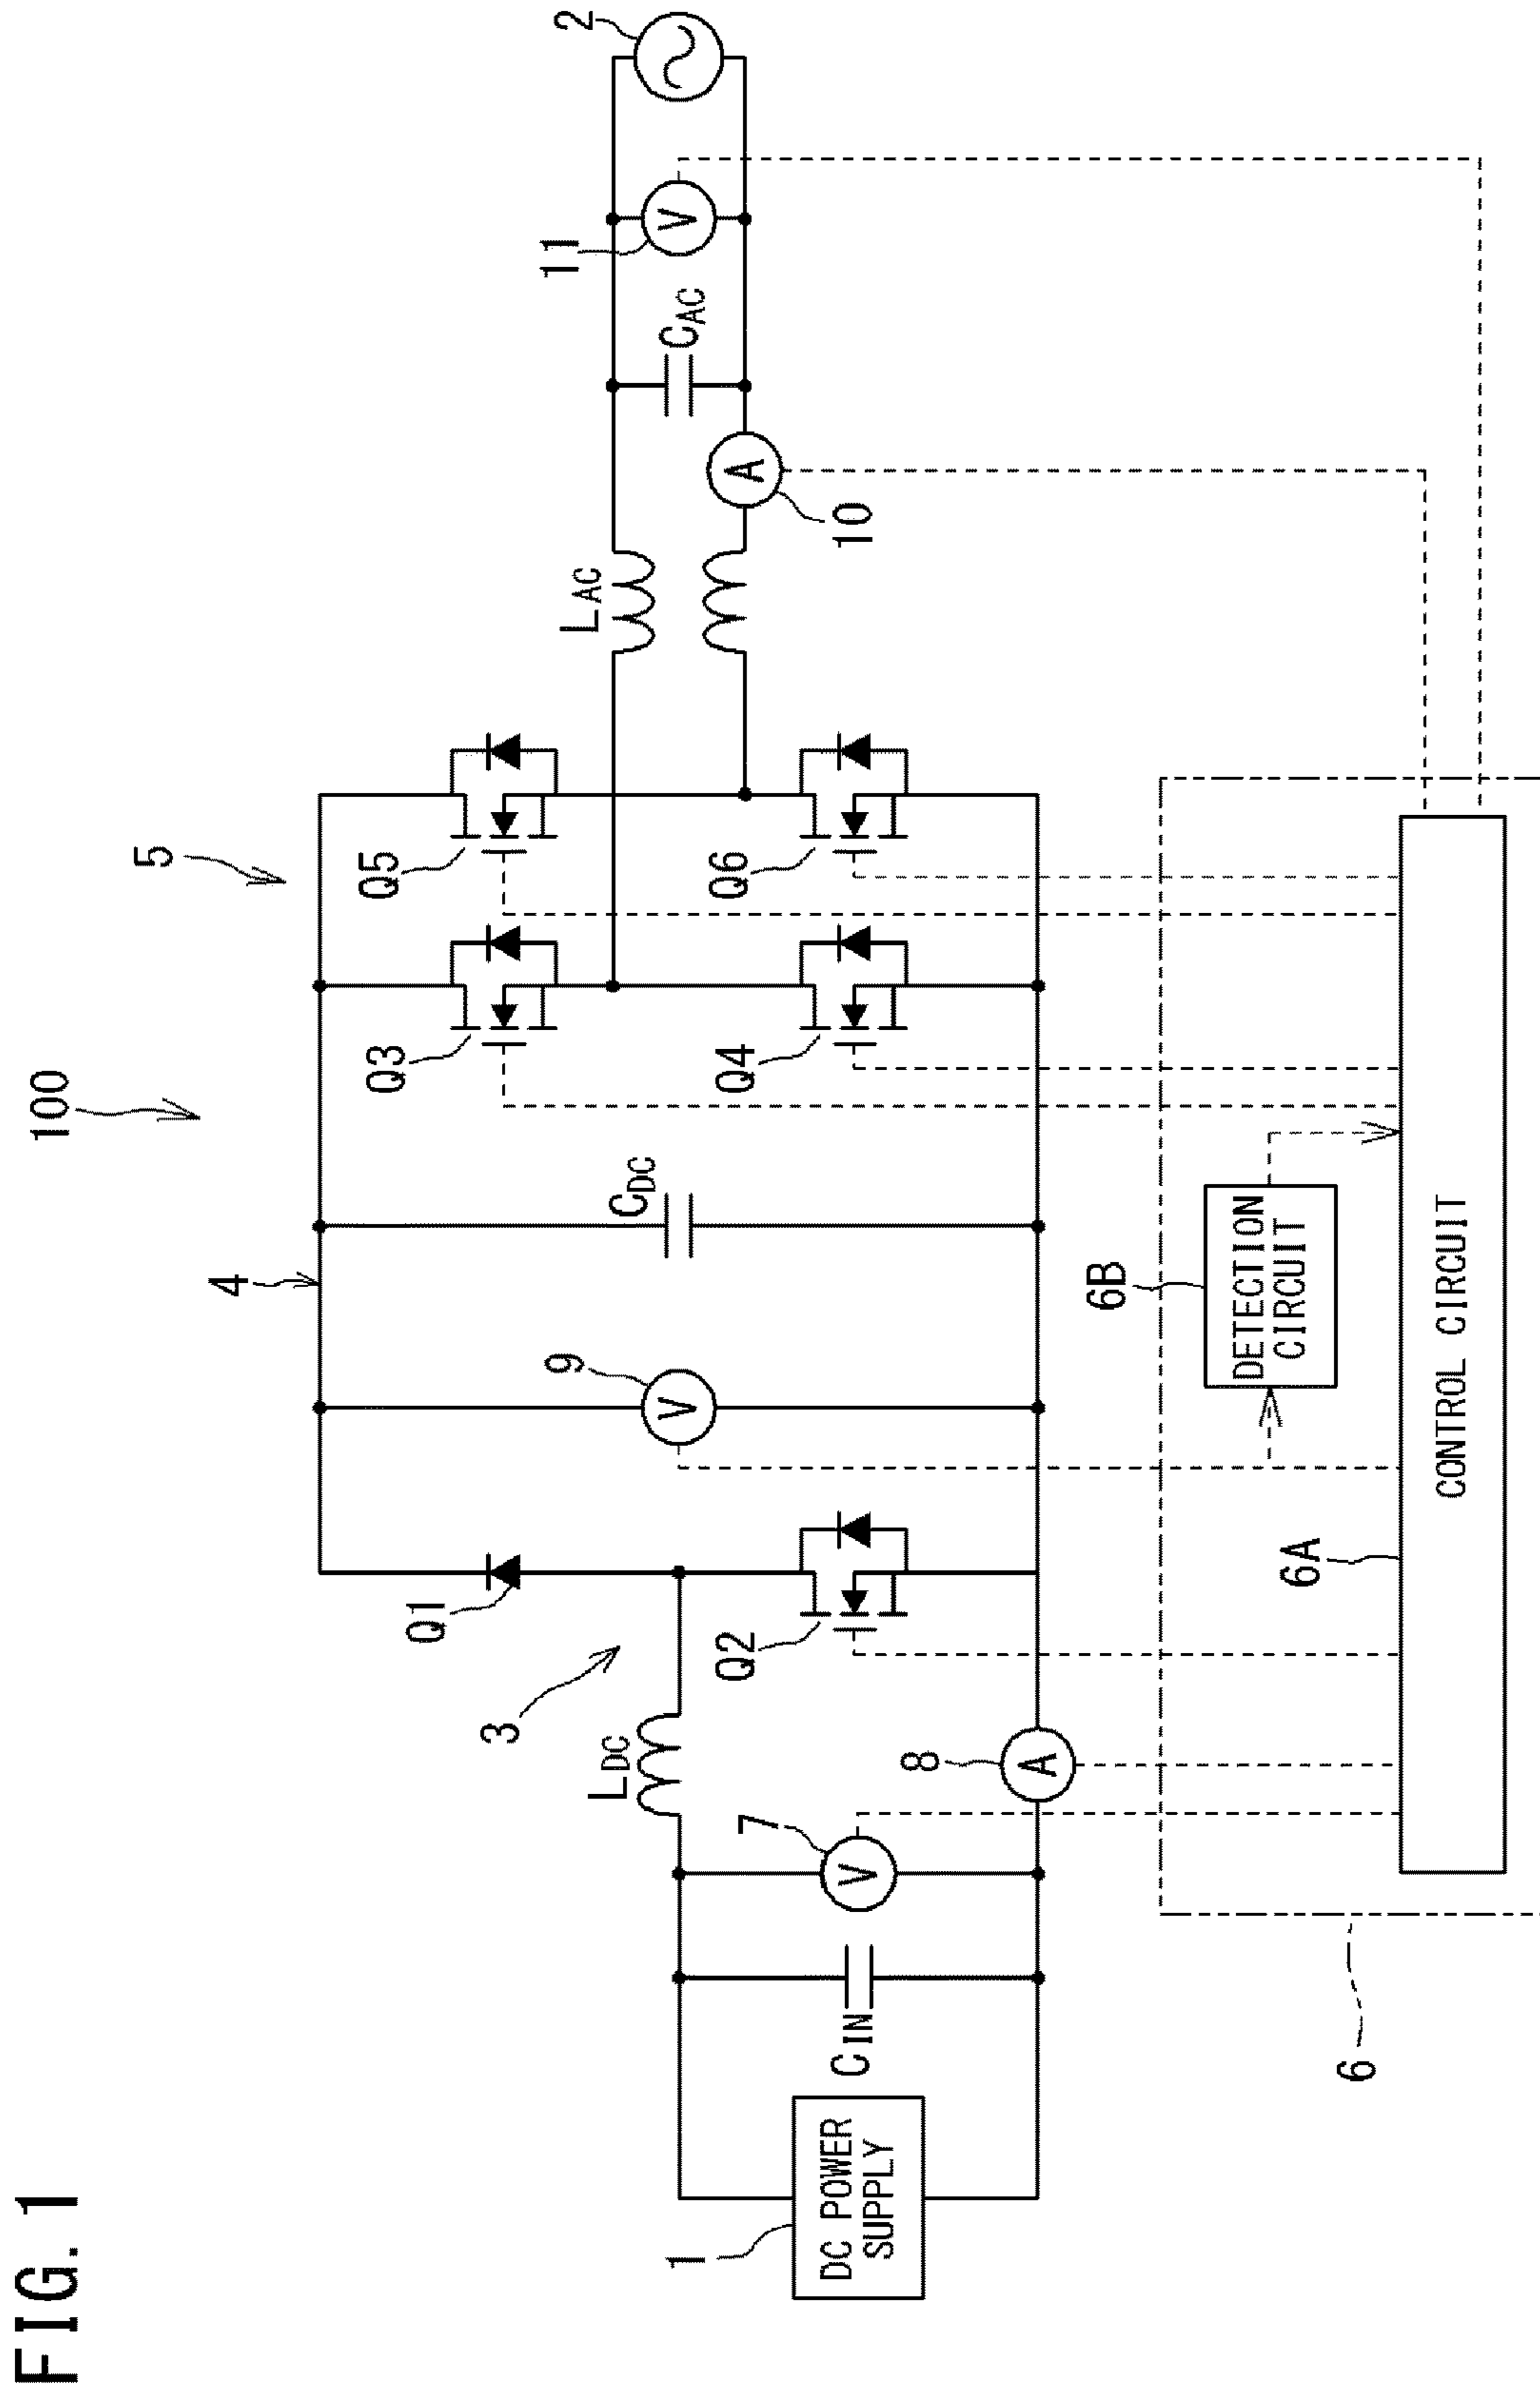 FIG. 1
100
5
4
3
2
1
DC POWER
SUPPLY
CIN
7
V
LDC
8
A
Q1
Q2
9
V
CDC
Q3
Q4
Q5
Q6
LAC
10
A
CAC
11
V
6
6A
6B
DETECTION
CIRCUIT
CONTROL CIRCUIT